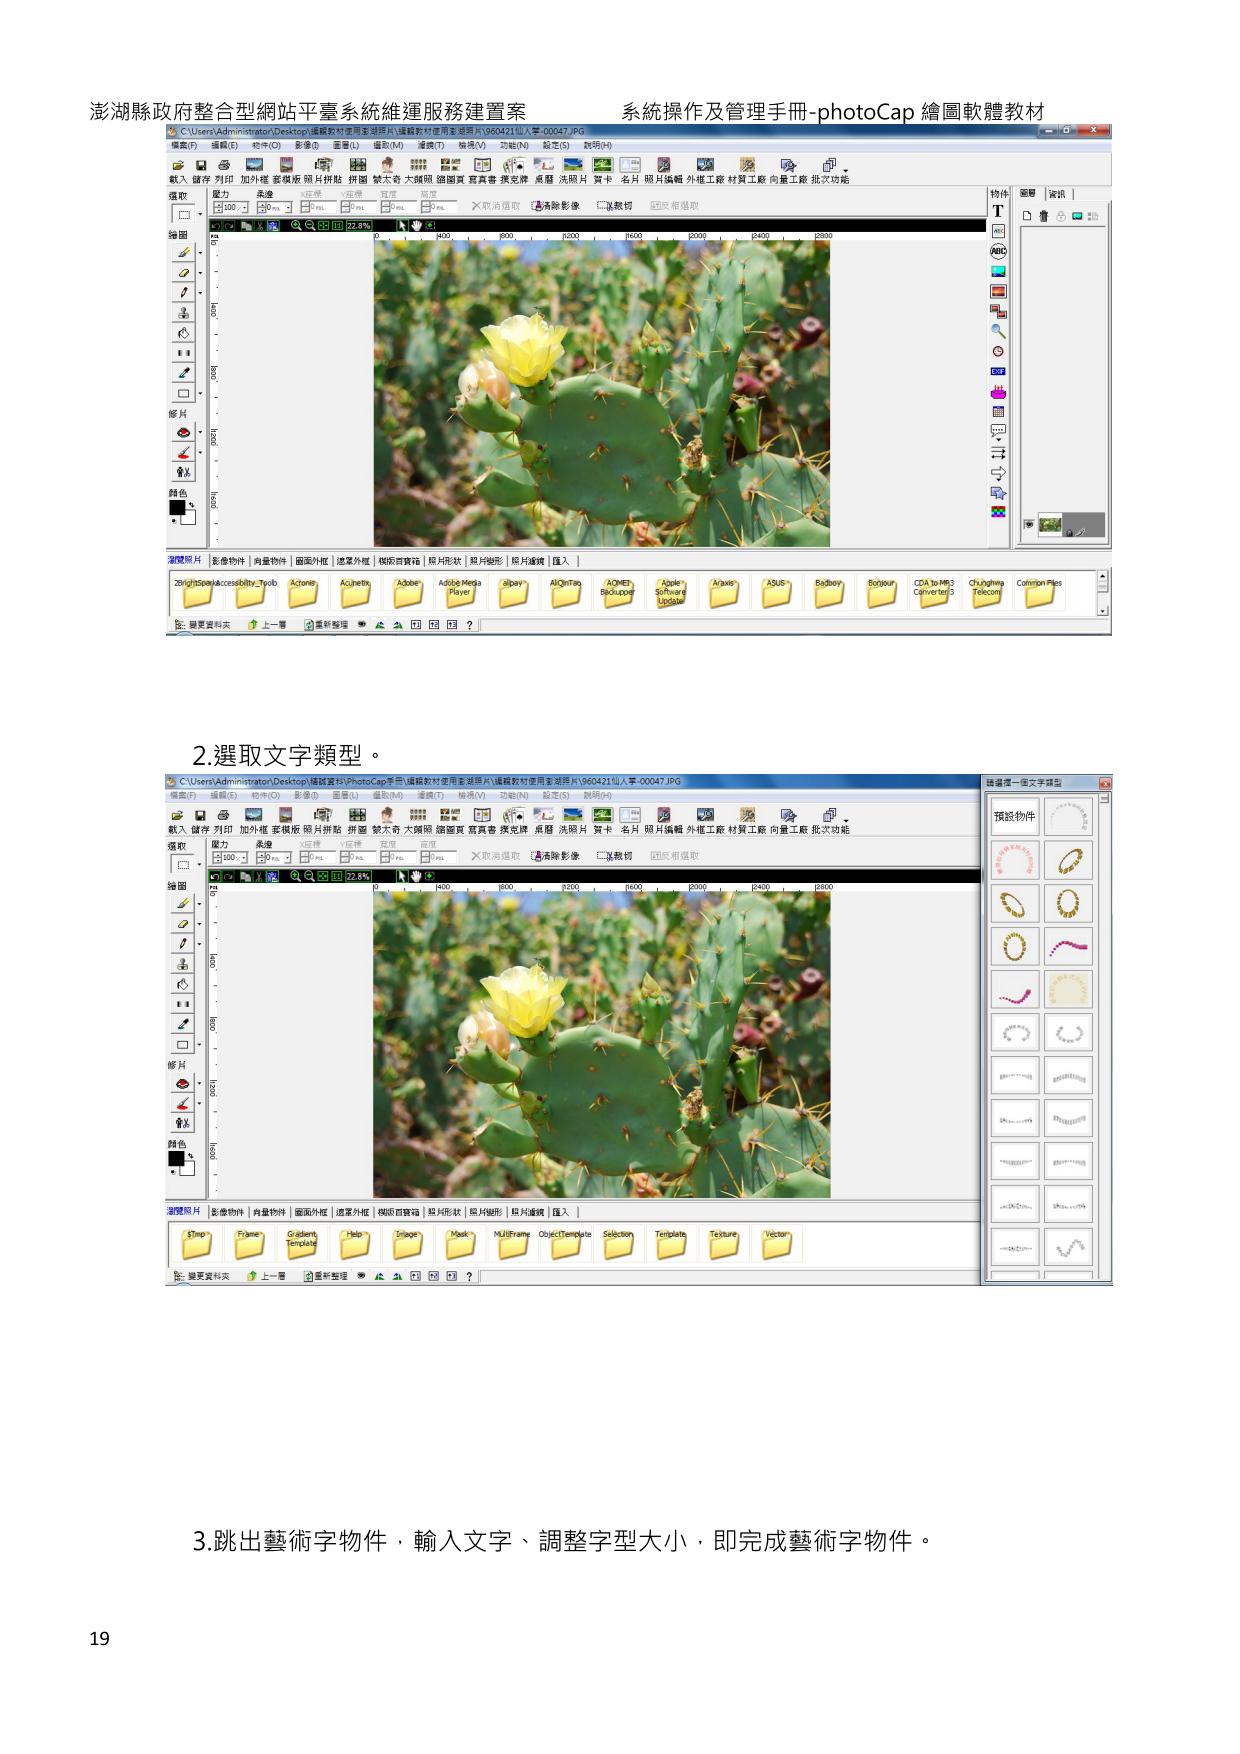 澎湖縣政府整合型網站平臺系統維運服務建置案 系統操作及管理手冊-photoCap 繪圖軟體教材
C:\Users\Administrator\Desktop\編輯教材使用澎湖照片\編輯教材使用澎湖照片\960421仙人掌-00047.JPG
檔案(F) 編輯(E) 物件(O) 影像(I) 圖層(L) 選取(M) 濾鏡(T) 檢視(V) 功能(N) 設定(S) 說明(H)
載入 儲存 列印 加外框 套模版 照片拼貼 拼圖 蒙太奇 大頭照 縮圖頁 寫真書 撲克牌 桌曆 洗照片 賀卡 名片 照片編輯 外框工廠 材質工廠 向量工廠 批次功能
選取 壓力 柔邊 X座標 Y座標 寬度 高度 物件 圖層 資訊
100 0 0 0 0 0 取消選取 清除影像 裁切 反相選取
22.8%
繪圖 0 400 800 1200 1600 2000 2400 2800
ABC
EXIF
修片
顏色
瀏覽照片 影像物件 向量物件 圖面外框 遮罩外框 模版百寶箱 照片形狀 照片變形 照片濾鏡 匯入
2BrightSparks Accessibility_Tools Acronis Acunetix Adobe Adobe Media Player alipay AliQinTao AOMEI Backupper Apple Software Update Araxis ASUS Badboy Bonjour CDA to MP3 Converter 3 Chunghwa Telecom Common Files
變更資料夾 上一層 重新整理 ?
2.選取文字類型。
C:\Users\Administrator\Desktop\\PhotoCap手冊\編輯教材使用澎湖照片\編輯教材使用澎湖照片\960421仙人掌-00047.JPG 請選擇一個文字類型
檔案(F) 編輯(E) 物件(O) 影像(I) 圖層(L) 選取(M) 濾鏡(T) 檢視(V) 功能(N) 設定(S) 說明(H)
預設物件
載入 儲存 列印 加外框 套模版 照片拼貼 拼圖 蒙太奇 大頭照 縮圖頁 寫真書 撲克牌 桌曆 洗照片 賀卡 名片 照片編輯 外框工廠 材質工廠 向量工廠 批次功能
選取 壓力 柔邊 X座標 Y座標 寬度 高度
100 0 0 0 0 0 取消選取 清除影像 裁切 反相選取
22.8%
繪圖 0 400 800 1200 1600 2000 2400 2800
修片
顏色
瀏覽照片 影像物件 向量物件 圖面外框 遮罩外框 模版百寶箱 照片形狀 照片變形 照片濾鏡 匯入
$Tmp Frame Gradient Template Help Image Mask MultiFrame ObjectTemplate Selection Template Texture Vector
變更資料夾 上一層 重新整理 ?
3.跳出藝術字物件，輸入文字、調整字型大小，即完成藝術字物件。
19